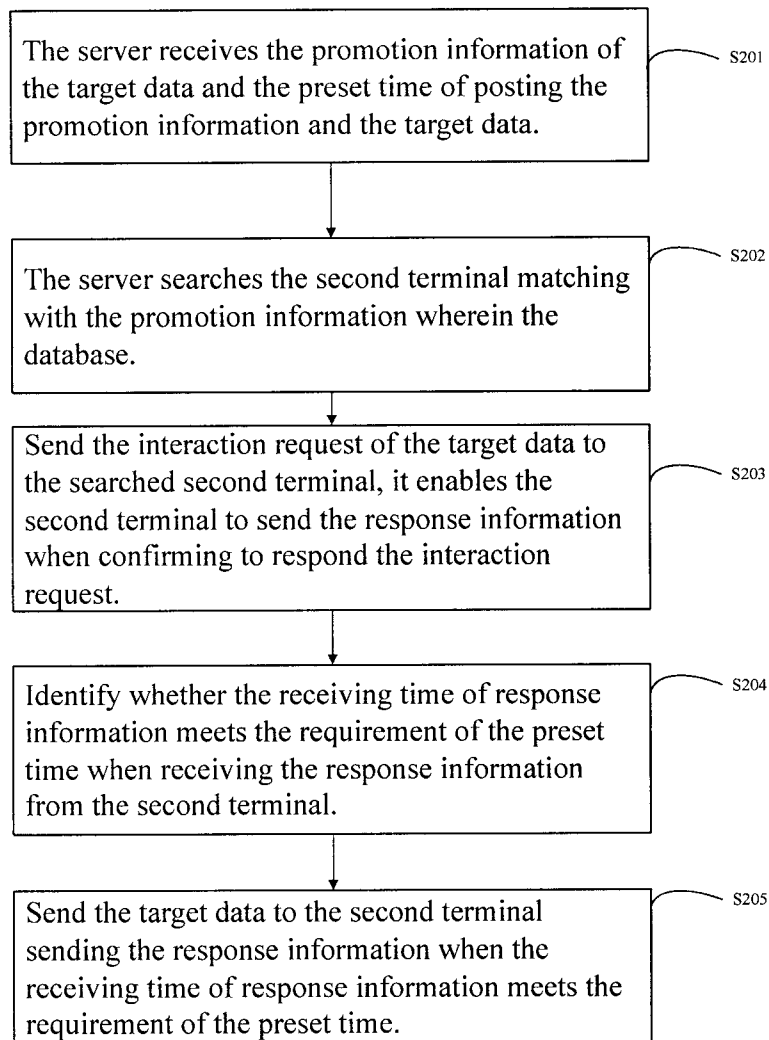 The server receives the promotion information of
the target data and the preset time of posting the
promotion information and the target data.
S201
The server searches the second terminal matching
with the promotion information wherein the
database.
S202
Send the interaction request of the target data to
the searched second terminal, it enables the
second terminal to send the response information
when confirming to respond the interaction
request.
S203
Identify whether the receiving time of response
information meets the requirement of the preset
time when receiving the response information
from the second terminal.
S204
Send the target data to the second terminal
sending the response information when the
receiving time of response information meets the
requirement of the preset time.
S205